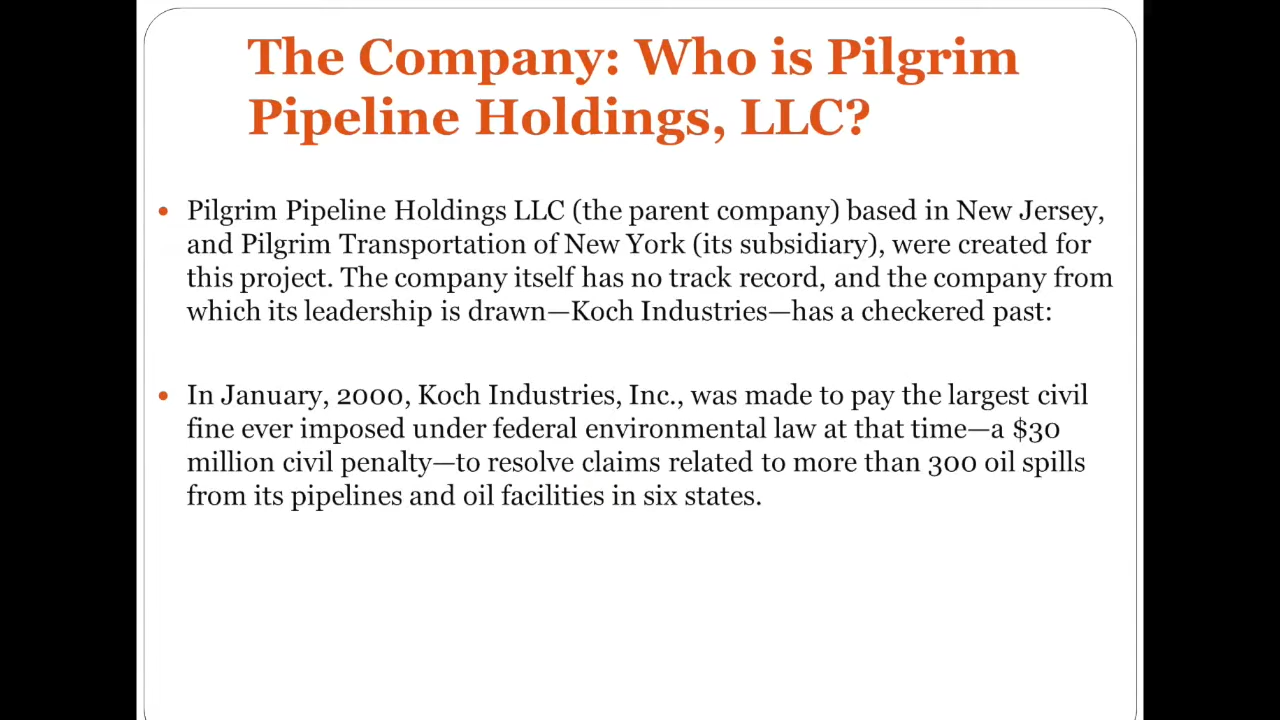 The Company: Who is Pilgrim
Pipeline Holdings, LLC?
• Pilgrim Pipeline Holdings LLC (the parent company) based in New Jersey,
and Pilgrim Transportation of New York (its subsidiary), were created for
this project. The company itself has no track record, and the company from
which its leadership is drawn—Koch Industries—has a checkered past:
• In January, 2000, Koch Industries, Inc., was made to pay the largest civil
fine ever imposed under federal environmental law at that time—a $30
million civil penalty—to resolve claims related to more than 300 oil spills
from its pipelines and oil facilities in six states.